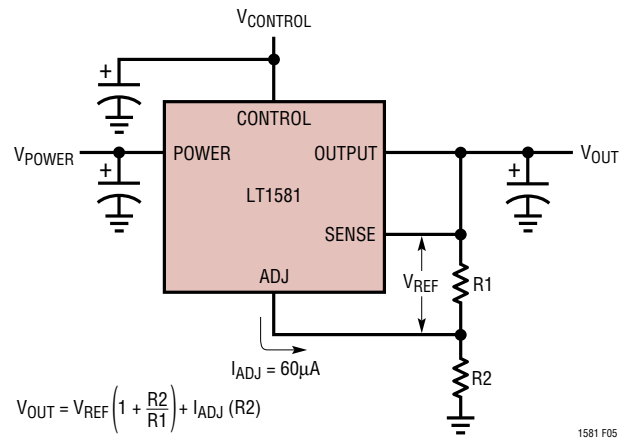 VCONTROL
+
CONTROL
VPOWER
+
POWER
OUTPUT
+
VOUT
LT1581
SENSE
VREF
R1
ADJ
IADJ = 60µA
R2
VOUT = VREF(1 + R2/R1) + IADJ (R2)
1581 F05